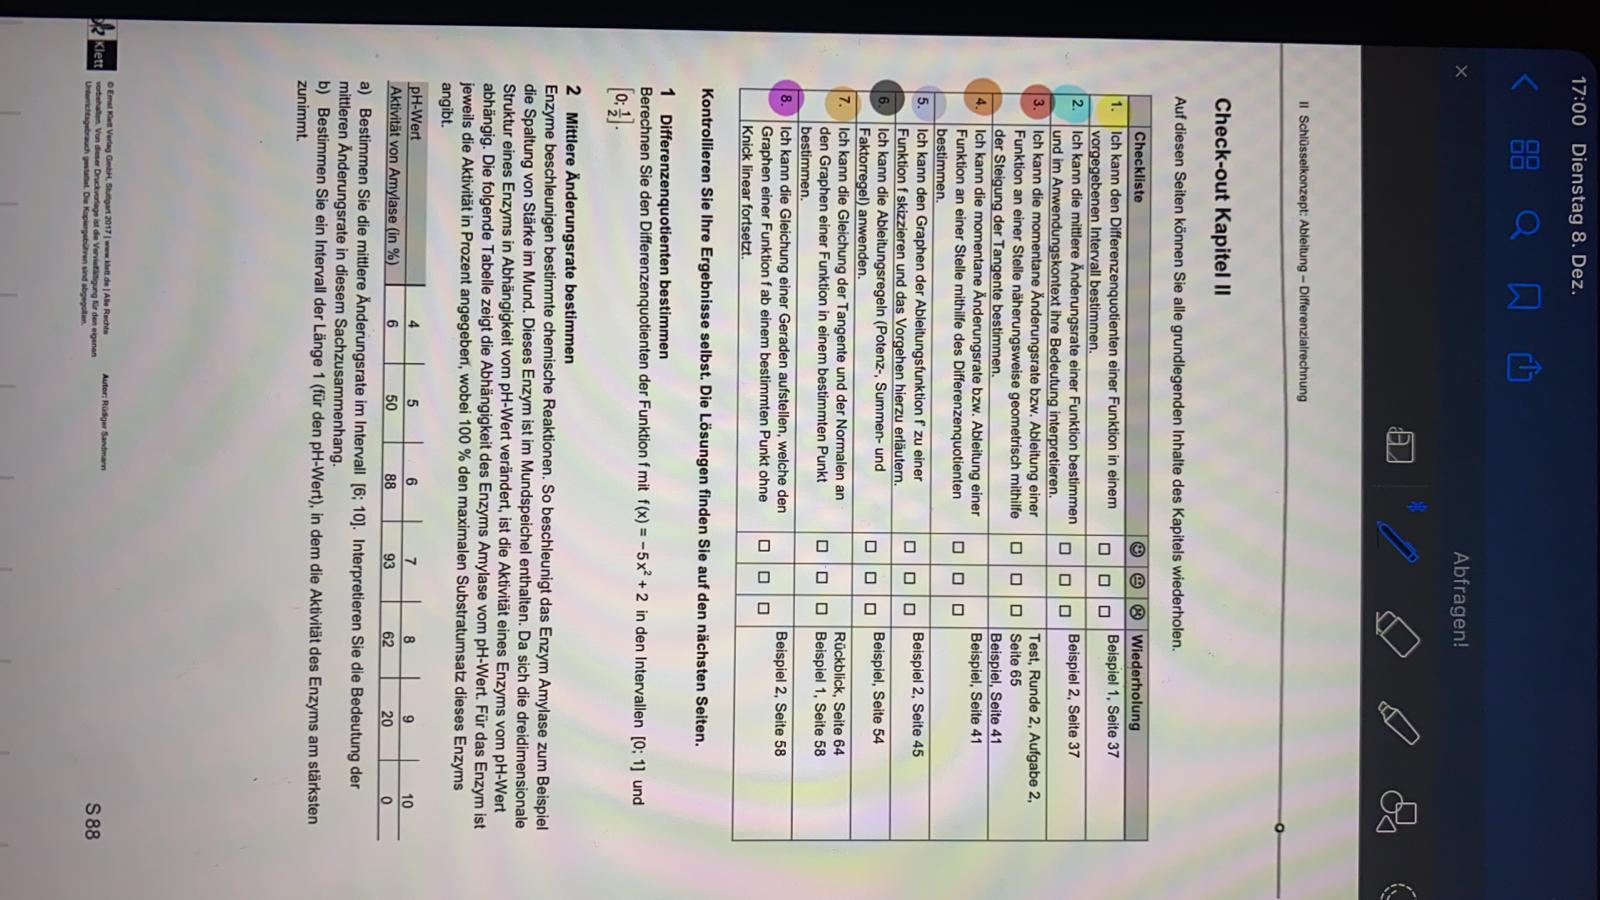 17:00 Dienstag 8. Dez.
Abfragen!
II Schlüsselkonzept: Ableitung – Differenzialrechnung
Check-out Kapitel II
Auf diesen Seiten können Sie alle grundlegenden Inhalte des Kapitels wiederholen.
Checkliste ☺ 😐 ☹ Wiederholung
1. Ich kann den Differenzenquotienten einer Funktion in einem
vorgegebenen Intervall bestimmen.
☐ ☐ ☐ Beispiel 1, Seite 37
2. Ich kann die mittlere Änderungsrate einer Funktion bestimmen
und im Anwendungskontext ihre Bedeutung interpretieren.
☐ ☐ ☐ Beispiel 2, Seite 37
3. Ich kann die momentane Änderungsrate bzw. Ableitung einer
Funktion an einer Stelle näherungsweise geometrisch mithilfe
der Steigung der Tangente bestimmen.
☐ ☐ ☐ Test, Runde 2, Aufgabe 2,
Seite 65
Beispiel, Seite 41
4. Ich kann die momentane Änderungsrate bzw. Ableitung einer
Funktion an einer Stelle mithilfe des Differenzenquotienten
bestimmen.
☐ ☐ ☐ Beispiel, Seite 41
5. Ich kann den Graphen der Ableitungsfunktion f' zu einer
Funktion f skizzieren und das Vorgehen hierzu erläutern.
☐ ☐ ☐ Beispiel 2, Seite 45
6. Ich kann die Ableitungsregeln (Potenz-, Summen- und
Faktorregel) anwenden.
☐ ☐ ☐ Beispiel, Seite 54
7. Ich kann die Gleichung der Tangente und der Normalen an
den Graphen einer Funktion in einem bestimmten Punkt
bestimmen.
☐ ☐ ☐ Rückblick, Seite 64
Beispiel 1, Seite 58
8. Ich kann die Gleichung einer Geraden aufstellen, welche den
Graphen einer Funktion f ab einem bestimmten Punkt ohne
Knick linear fortsetzt.
☐ ☐ ☐ Beispiel 2, Seite 58
Kontrollieren Sie Ihre Ergebnisse selbst. Die Lösungen finden Sie auf den nächsten Seiten.
1 Differenzenquotienten bestimmen
Berechnen Sie den Differenzenquotienten der Funktion f mit f(x) = −5x² + 2 in den Intervallen [0; 1] und
[0; 1/2].
2 Mittlere Änderungsrate bestimmen
Enzyme beschleunigen bestimmte chemische Reaktionen. So beschleunigt das Enzym Amylase zum Beispiel
die Spaltung von Stärke im Mund. Dieses Enzym ist im Mundspeichel enthalten. Da sich die dreidimensionale
Struktur eines Enzyms in Abhängigkeit vom pH-Wert verändert, ist die Aktivität eines Enzyms vom pH-Wert
abhängig. Die folgende Tabelle zeigt die Abhängigkeit des Enzyms Amylase vom pH-Wert. Für das Enzym ist
jeweils die Aktivität in Prozent angegeben, wobei 100 % den maximalen Substratumsatz dieses Enzyms
angibt.
pH-Wert 4 5 6 7 8 9 10
Aktivität von Amylase (in %) 6 50 88 93 62 20 0
a) Bestimmen Sie die mittlere Änderungsrate im Intervall [6; 10]. Interpretieren Sie die Bedeutung der
mittleren Änderungsrate in diesem Sachzusammenhang.
b) Bestimmen Sie ein Intervall der Länge 1 (für den pH-Wert), in dem die Aktivität des Enzyms am stärksten
zunimmt.
Klett
© Ernst Klett Verlag GmbH, Stuttgart 2017 | www.klett.de | Alle Rechte
vorbehalten. Von dieser Druckvorlage ist die Vervielfältigung für den eigenen
Unterrichtsgebrauch gestattet. Die Kopiergebühren sind abgegolten.
Autor: Rüdiger Sandmann
S 88